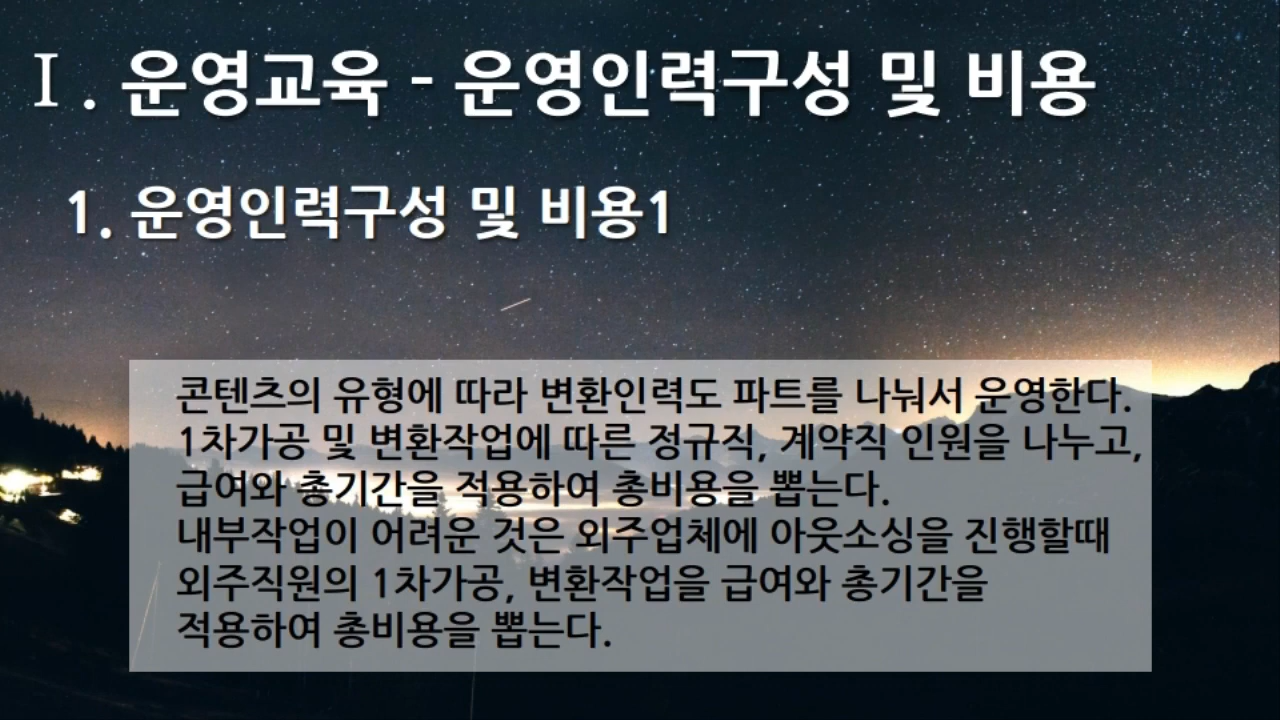 Ⅰ. 운영교육 - 운영인력구성 및 비용
1. 운영인력구성 및 비용1
콘텐츠의 유형에 따라 변환인력도 파트를 나눠서 운영한다.
1차가공 및 변환작업에 따른 정규직, 계약직 인원을 나누고,
급여와 총기간을 적용하여 총비용을 뽑는다.
내부작업이 어려운 것은 외주업체에 아웃소싱을 진행할때
외주직원의 1차가공, 변환작업을 급여와 총기간을
적용하여 총비용을 뽑는다.